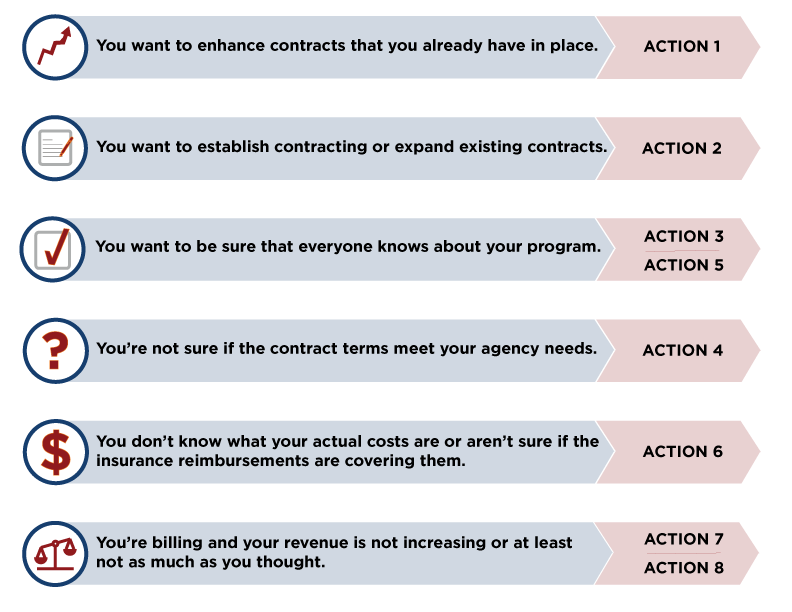 You want to enhance contracts that you already have in place.
ACTION 1
You want to establish contracting or expand existing contracts.
ACTION 2
You want to be sure that everyone knows about your program.
ACTION 3
ACTION 5
?
You’re not sure if the contract terms meet your agency needs.
ACTION 4
$
You don’t know what your actual costs are or aren’t sure if the
insurance reimbursements are covering them.
ACTION 6
You’re billing and your revenue is not increasing or at least
not as much as you thought.
ACTION 7
ACTION 8